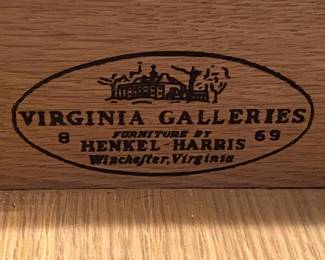 VIRGINIA GALLERIES
8 FURNITURE BY 69
HENKEL-HARRIS
Winchester, Virginia